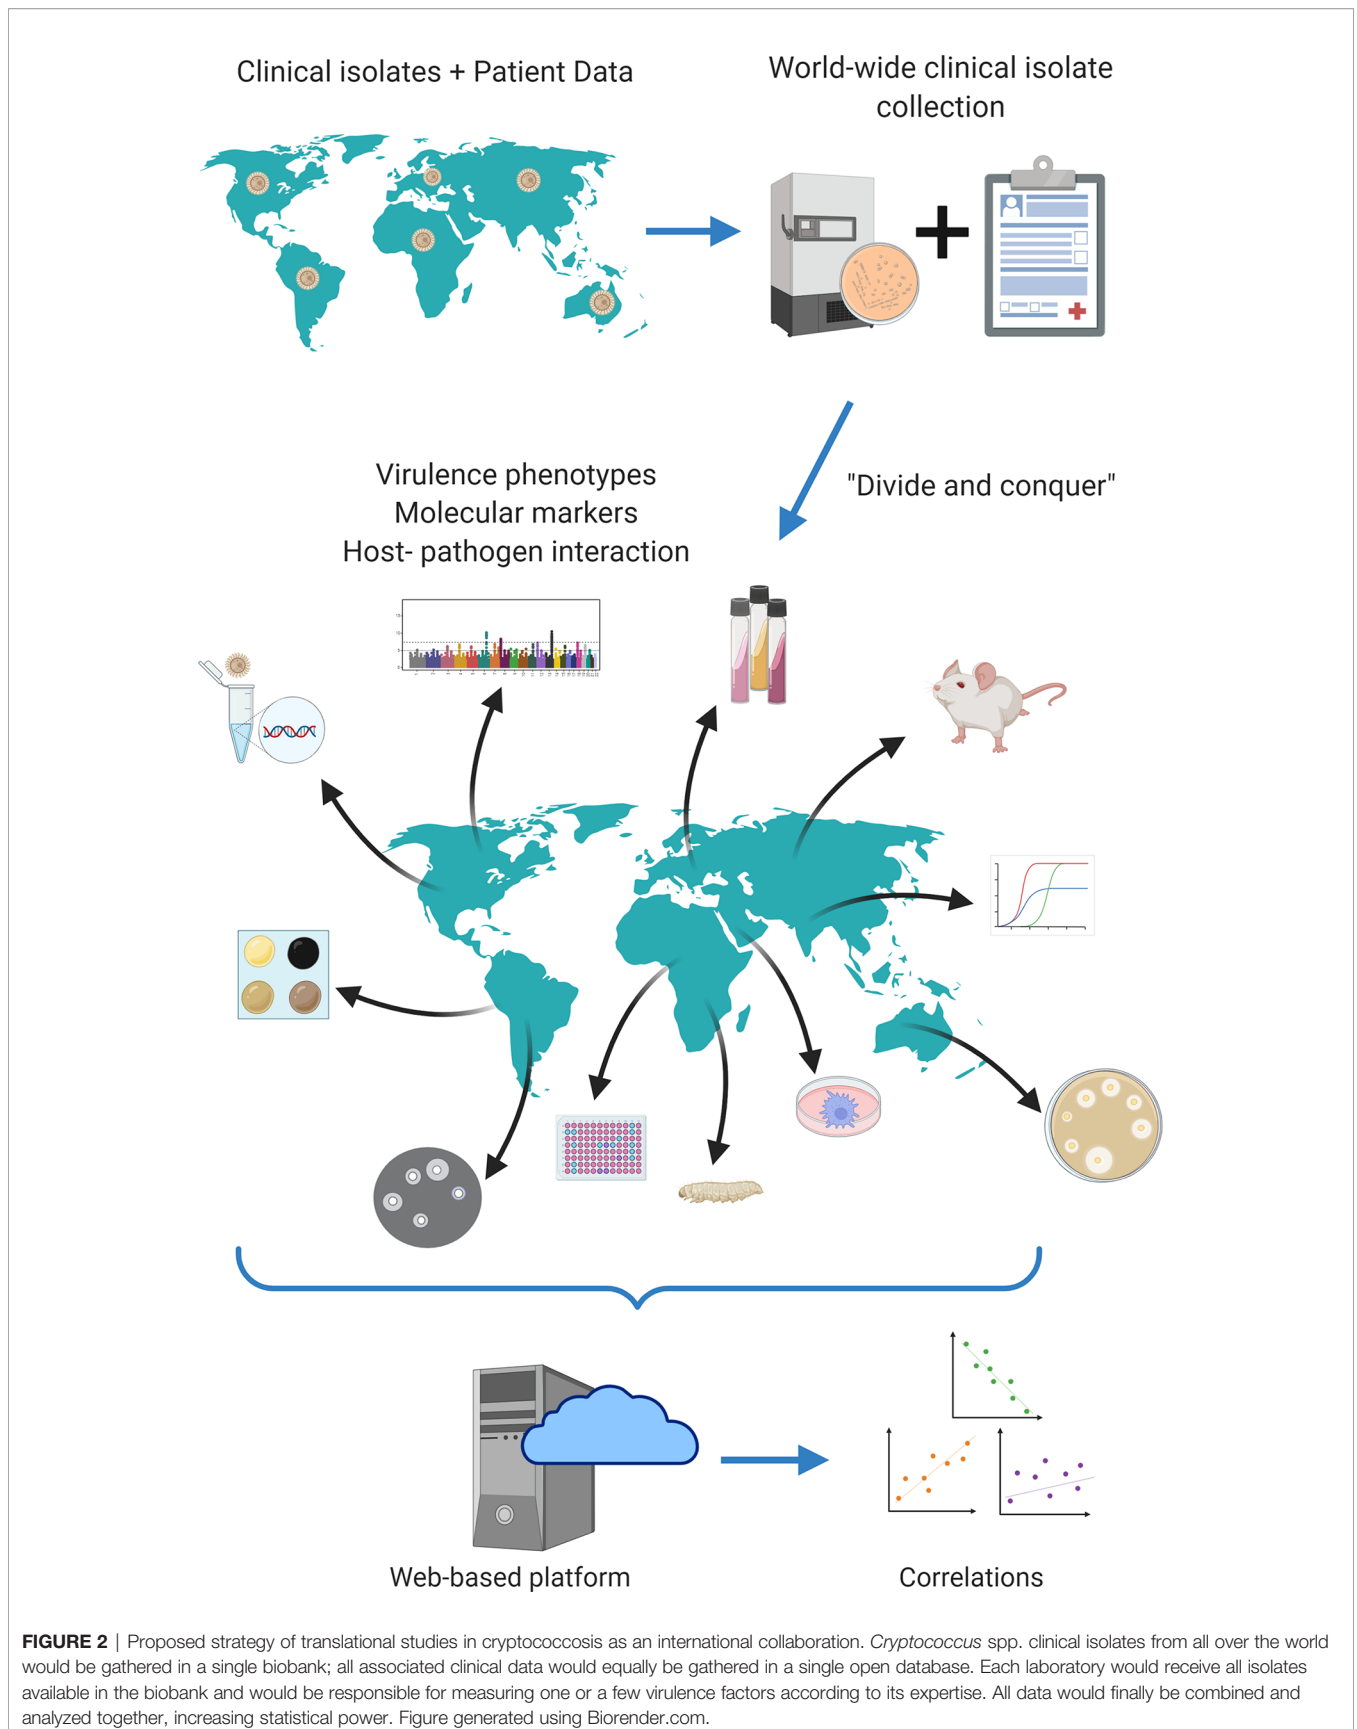 Clinical isolates + Patient Data
World-wide clinical isolate
collection
"Divide and conquer"
Virulence phenotypes
Molecular markers
Host- pathogen interaction
Web-based platform
Correlations
FIGURE 2 | Proposed strategy of translational studies in cryptococcosis as an international collaboration. Cryptococcus spp. clinical isolates from all over the world
would be gathered in a single biobank; all associated clinical data would equally be gathered in a single open database. Each laboratory would receive all isolates
available in the biobank and would be responsible for measuring one or a few virulence factors according to its expertise. All data would finally be combined and
analyzed together, increasing statistical power. Figure generated using Biorender.com.